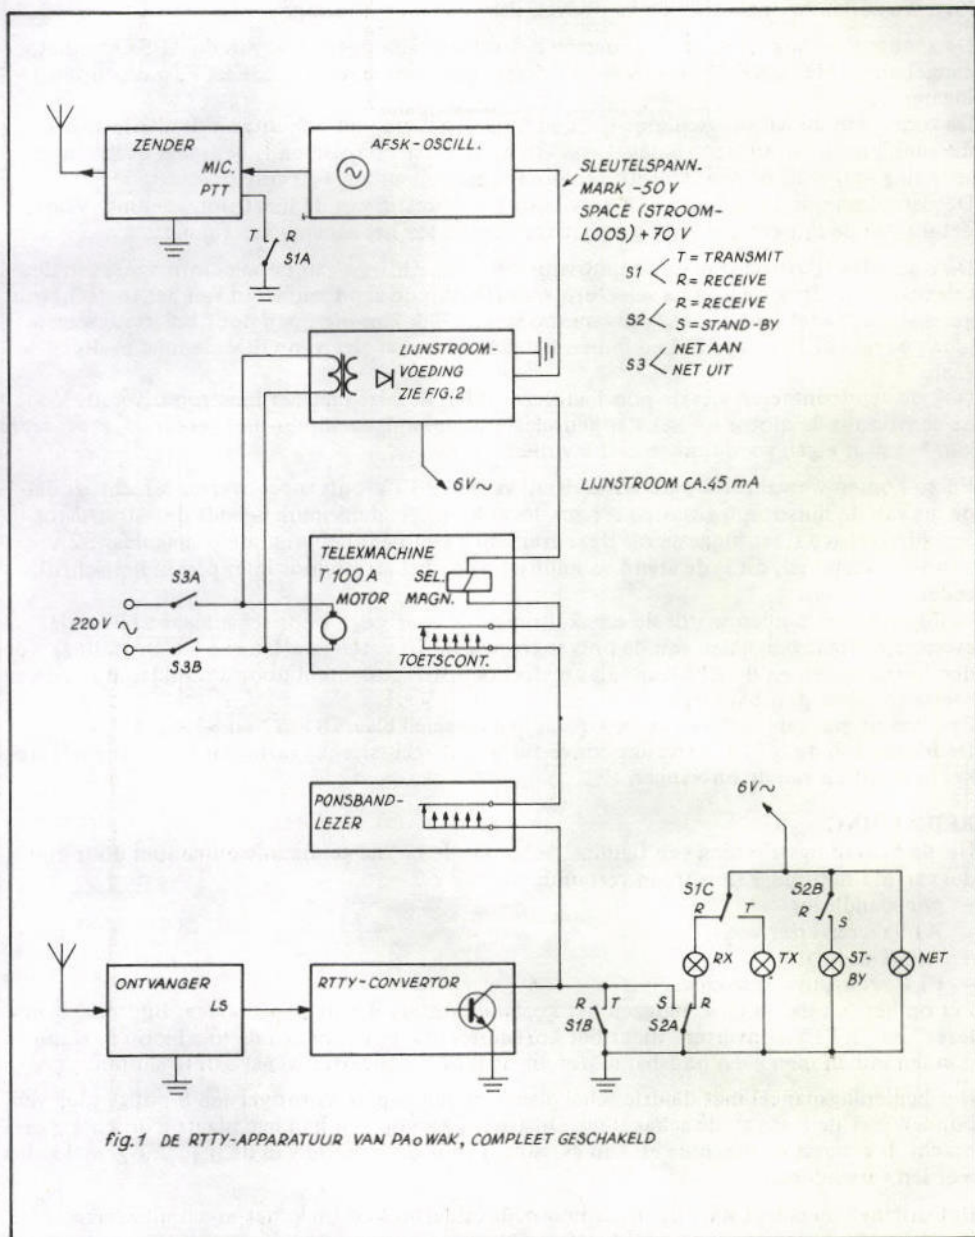 ZENDER
MIC.
PTT
AFSK-OSCILL.
T R
S1A
SLEUTELSPANN.
MARK -50 V
SPACE (STROOM-
LOOS) +70 V
S1 T = TRANSMIT
R = RECEIVE
S2 R = RECEIVE
S = STAND-BY
S3 NET AAN
NET UIT
LIJNSTROOM-
VOEDING
ZIE FIG.2
6V~
LIJNSTROOM CA.45 mA
TELEXMACHINE
T 100 A SEL.
MOTOR MAGN.
TOETSCONT.
S3A
220V ~
S3B
PONSBAND-
LEZER
6V~
S1C
R T
S2B
R S
RX
TX
ST-
BY
NET
ONTVANGER
LS
RTTY-CONVERTOR
R T
S1B
S R
S2A
fig.1 DE RTTY-APPARATUUR VAN PAoWAK, COMPLEET GESCHAKELD